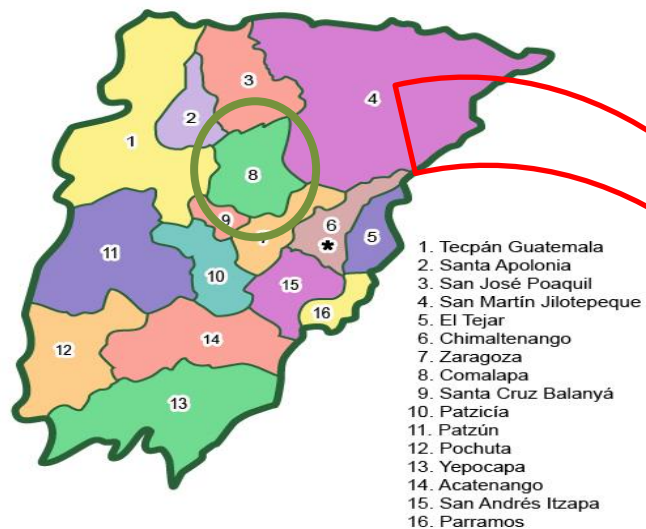 3
4
2
1
8
9
6
7
*
5
11
10
15
16
12
14
13
1. Tecpán Guatemala
2. Santa Apolonia
3. San José Poaquil
4. San Martín Jilotepeque
5. El Tejar
6. Chimaltenango
7. Zaragoza
8. Comalapa
9. Santa Cruz Balanyá
10. Patzicía
11. Patzún
12. Pochuta
13. Yepocapa
14. Acatenango
15. San Andrés Itzapa
16. Parramos